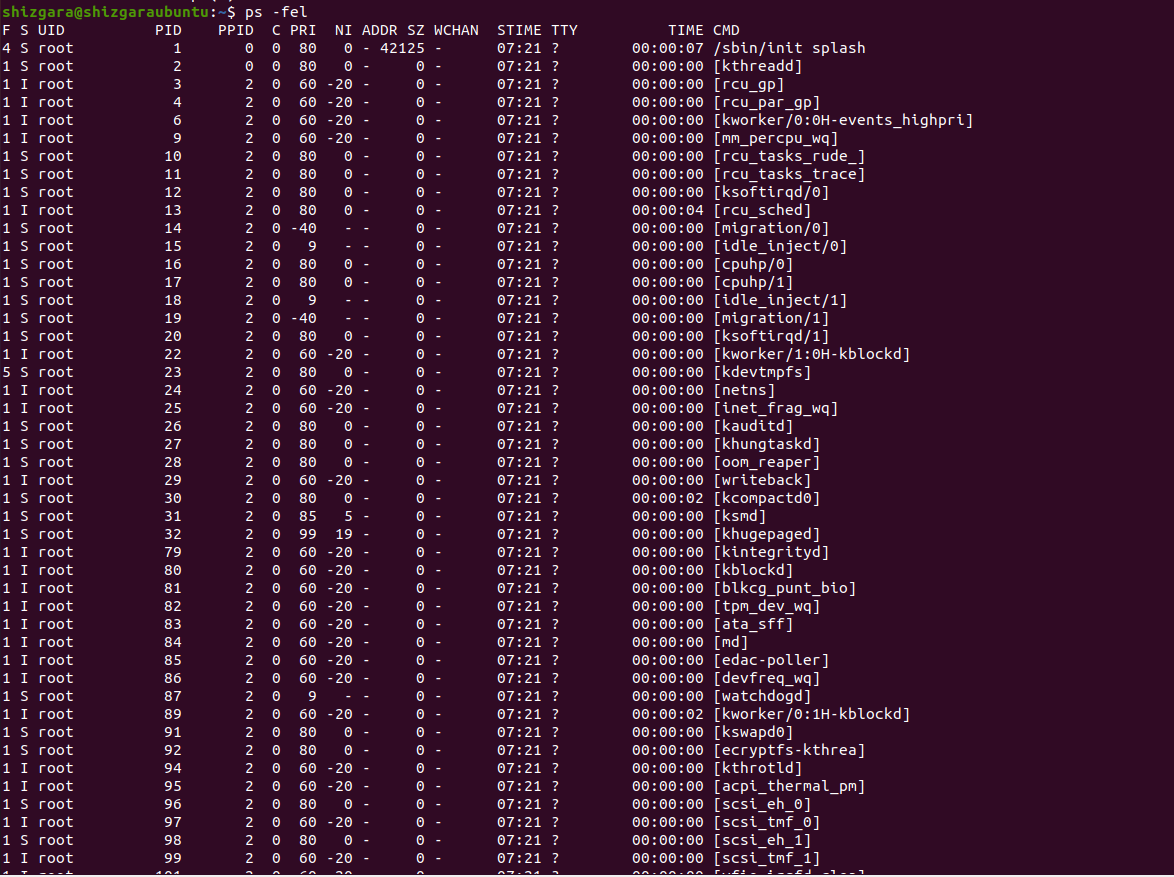 shizgara@shizgaraubuntu:~$ ps -fel
F S UID         PID    PPID  C PRI  NI ADDR SZ WCHAN  STIME TTY          TIME CMD
4 S root          1       0  0  80   0 - 42125 -      07:21 ?        00:00:07 /sbin/init splash
1 S root          2       0  0  80   0 -     0 -      07:21 ?        00:00:00 [kthreadd]
1 I root          3       2  0  60 -20 -     0 -      07:21 ?        00:00:00 [rcu_gp]
1 I root          4       2  0  60 -20 -     0 -      07:21 ?        00:00:00 [rcu_par_gp]
1 I root          6       2  0  60 -20 -     0 -      07:21 ?        00:00:00 [kworker/0:0H-events_highpri]
1 I root          9       2  0  60 -20 -     0 -      07:21 ?        00:00:00 [mm_percpu_wq]
1 S root         10       2  0  80   0 -     0 -      07:21 ?        00:00:00 [rcu_tasks_rude_]
1 S root         11       2  0  80   0 -     0 -      07:21 ?        00:00:00 [rcu_tasks_trace]
1 S root         12       2  0  80   0 -     0 -      07:21 ?        00:00:00 [ksoftirqd/0]
1 I root         13       2  0  80   0 -     0 -      07:21 ?        00:00:04 [rcu_sched]
1 S root         14       2  0 -40   - -     0 -      07:21 ?        00:00:00 [migration/0]
1 S root         15       2  0   9   - -     0 -      07:21 ?        00:00:00 [idle_inject/0]
1 S root         16       2  0  80   0 -     0 -      07:21 ?        00:00:00 [cpuhp/0]
1 S root         17       2  0  80   0 -     0 -      07:21 ?        00:00:00 [cpuhp/1]
1 S root         18       2  0   9   - -     0 -      07:21 ?        00:00:00 [idle_inject/1]
1 S root         19       2  0 -40   - -     0 -      07:21 ?        00:00:00 [migration/1]
1 S root         20       2  0  80   0 -     0 -      07:21 ?        00:00:00 [ksoftirqd/1]
1 I root         22       2  0  60 -20 -     0 -      07:21 ?        00:00:00 [kworker/1:0H-kblockd]
5 S root         23       2  0  80   0 -     0 -      07:21 ?        00:00:00 [kdevtmpfs]
1 I root         24       2  0  60 -20 -     0 -      07:21 ?        00:00:00 [netns]
1 I root         25       2  0  60 -20 -     0 -      07:21 ?        00:00:00 [inet_frag_wq]
1 S root         26       2  0  80   0 -     0 -      07:21 ?        00:00:00 [kauditd]
1 S root         27       2  0  80   0 -     0 -      07:21 ?        00:00:00 [khungtaskd]
1 S root         28       2  0  80   0 -     0 -      07:21 ?        00:00:00 [oom_reaper]
1 I root         29       2  0  60 -20 -     0 -      07:21 ?        00:00:00 [writeback]
1 S root         30       2  0  80   0 -     0 -      07:21 ?        00:00:02 [kcompactd0]
1 S root         31       2  0  85   5 -     0 -      07:21 ?        00:00:00 [ksmd]
1 S root         32       2  0  99  19 -     0 -      07:21 ?        00:00:00 [khugepaged]
1 I root         79       2  0  60 -20 -     0 -      07:21 ?        00:00:00 [kintegrityd]
1 I root         80       2  0  60 -20 -     0 -      07:21 ?        00:00:00 [kblockd]
1 I root         81       2  0  60 -20 -     0 -      07:21 ?        00:00:00 [blkcg_punt_bio]
1 I root         82       2  0  60 -20 -     0 -      07:21 ?        00:00:00 [tpm_dev_wq]
1 I root         83       2  0  60 -20 -     0 -      07:21 ?        00:00:00 [ata_sff]
1 I root         84       2  0  60 -20 -     0 -      07:21 ?        00:00:00 [md]
1 I root         85       2  0  60 -20 -     0 -      07:21 ?        00:00:00 [edac-poller]
1 I root         86       2  0  60 -20 -     0 -      07:21 ?        00:00:00 [devfreq_wq]
1 S root         87       2  0   9   - -     0 -      07:21 ?        00:00:00 [watchdogd]
1 I root         89       2  0  60 -20 -     0 -      07:21 ?        00:00:02 [kworker/0:1H-kblockd]
1 S root         91       2  0  80   0 -     0 -      07:21 ?        00:00:00 [kswapd0]
1 S root         92       2  0  80   0 -     0 -      07:21 ?        00:00:00 [ecryptfs-kthrea]
1 I root         94       2  0  60 -20 -     0 -      07:21 ?        00:00:00 [kthrotld]
1 I root         95       2  0  60 -20 -     0 -      07:21 ?        00:00:00 [acpi_thermal_pm]
1 S root         96       2  0  80   0 -     0 -      07:21 ?        00:00:00 [scsi_eh_0]
1 I root         97       2  0  60 -20 -     0 -      07:21 ?        00:00:00 [scsi_tmf_0]
1 S root         98       2  0  80   0 -     0 -      07:21 ?        00:00:00 [scsi_eh_1]
1 I root         99       2  0  60 -20 -     0 -      07:21 ?        00:00:00 [scsi_tmf_1]